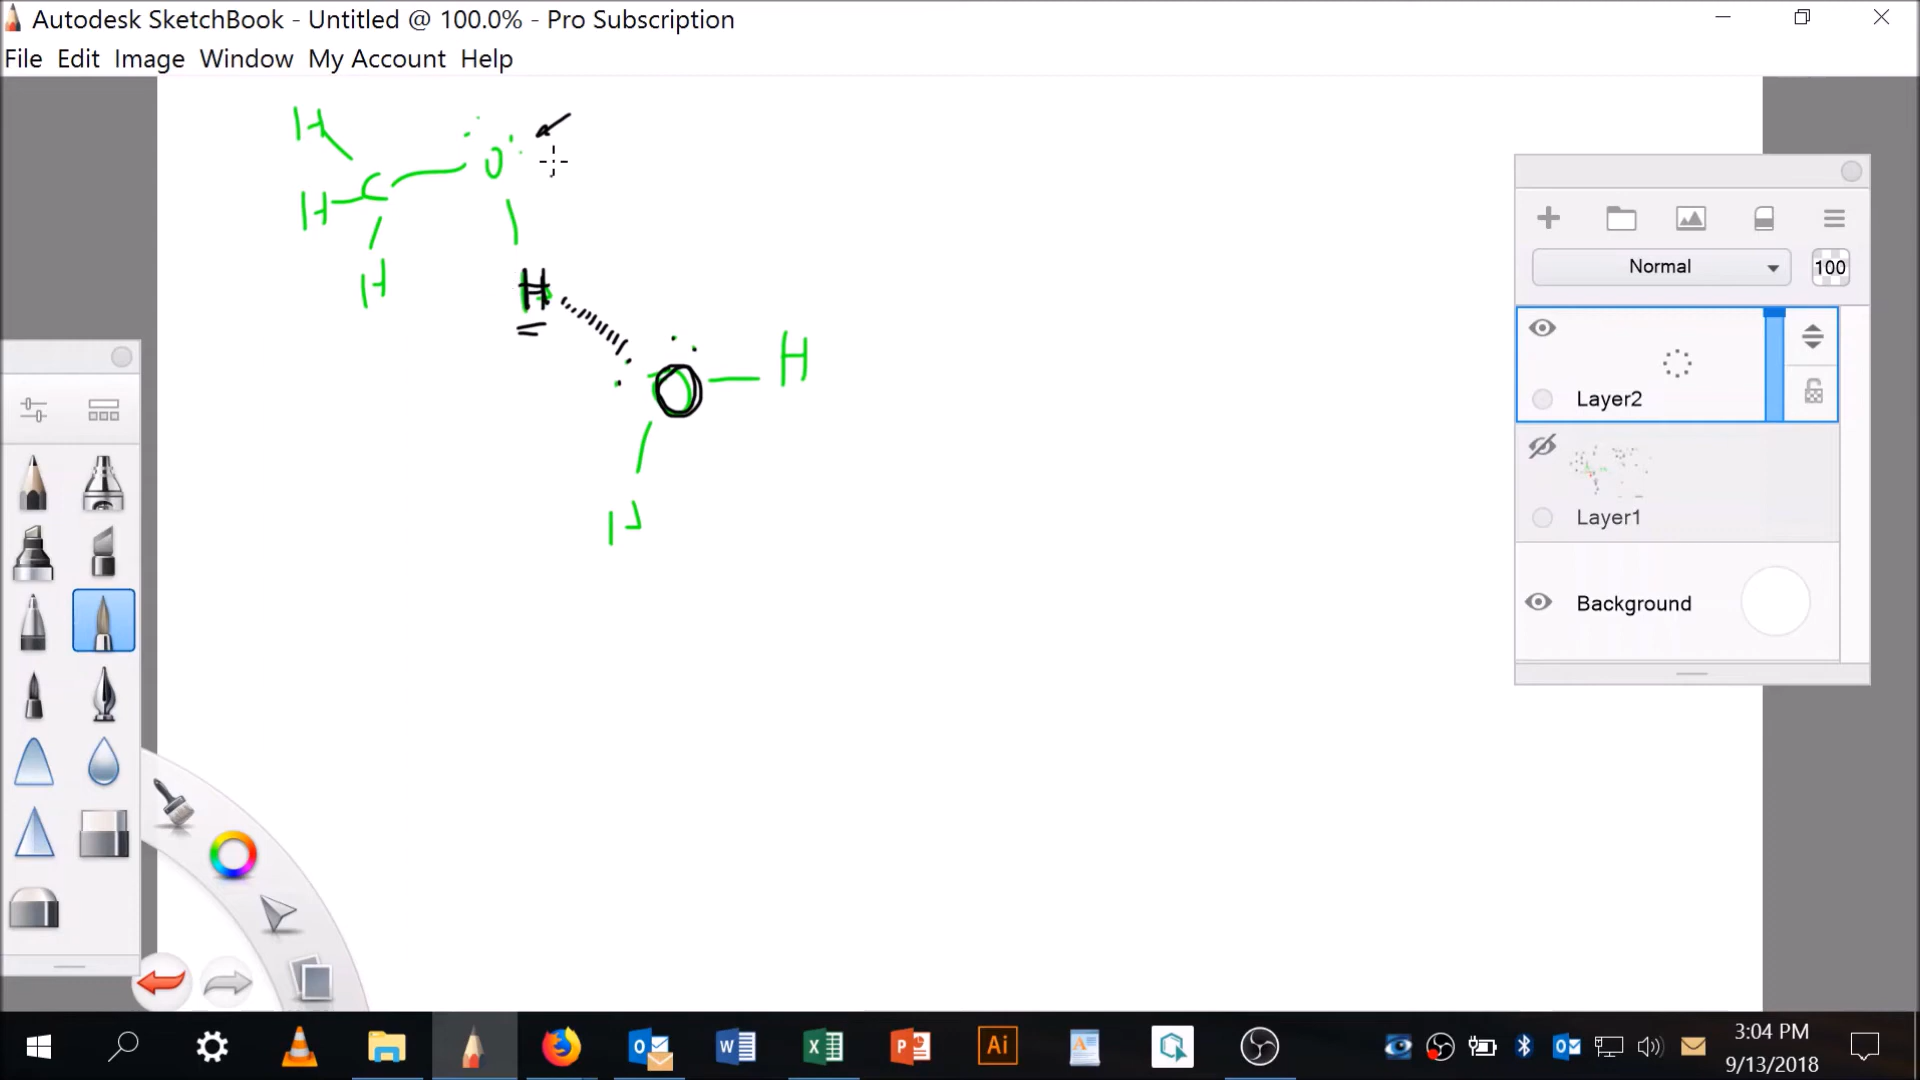 Autodesk SketchBook - Untitled @ 100.0% - Pro Subscription
File Edit Image Window My Account Help
H
O
H C
H
H
O H
H
Normal 100
Layer2
Layer1
Background
Ai
3:04 PM
9/13/2018